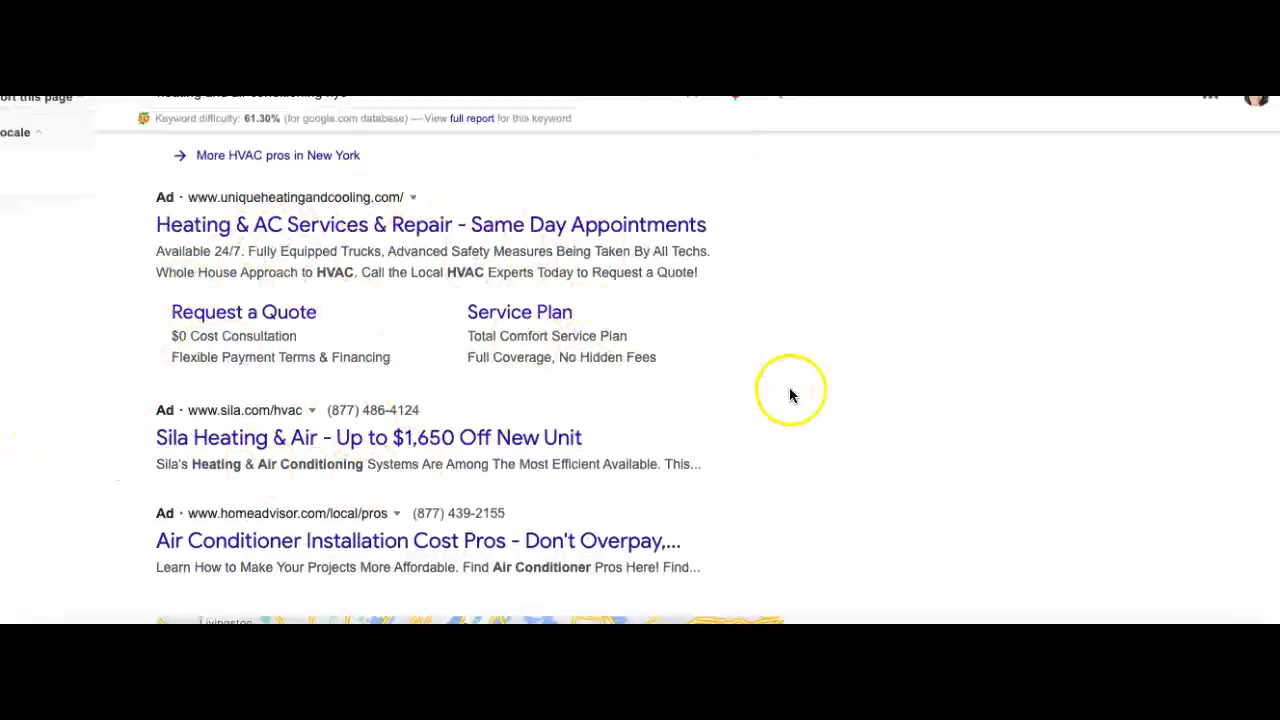 ort this page
heating and air conditioning nyc
Keyword difficulty: 61.30% (for google.com database) — View full report for this keyword
ocale
More HVAC pros in New York
Ad · www.uniqueheatingandcooling.com/
Heating & AC Services & Repair - Same Day Appointments
Available 24/7. Fully Equipped Trucks, Advanced Safety Measures Being Taken By All Techs.
Whole House Approach to HVAC. Call the Local HVAC Experts Today to Request a Quote!
Request a Quote
$0 Cost Consultation
Flexible Payment Terms & Financing
Service Plan
Total Comfort Service Plan
Full Coverage, No Hidden Fees
Ad · www.sila.com/hvac (877) 486-4124
Sila Heating & Air - Up to $1,650 Off New Unit
Sila's Heating & Air Conditioning Systems Are Among The Most Efficient Available. This...
Ad · www.homeadvisor.com/local/pros (877) 439-2155
Air Conditioner Installation Cost Pros - Don't Overpay,...
Learn How to Make Your Projects More Affordable. Find Air Conditioner Pros Here! Find...
Livingston